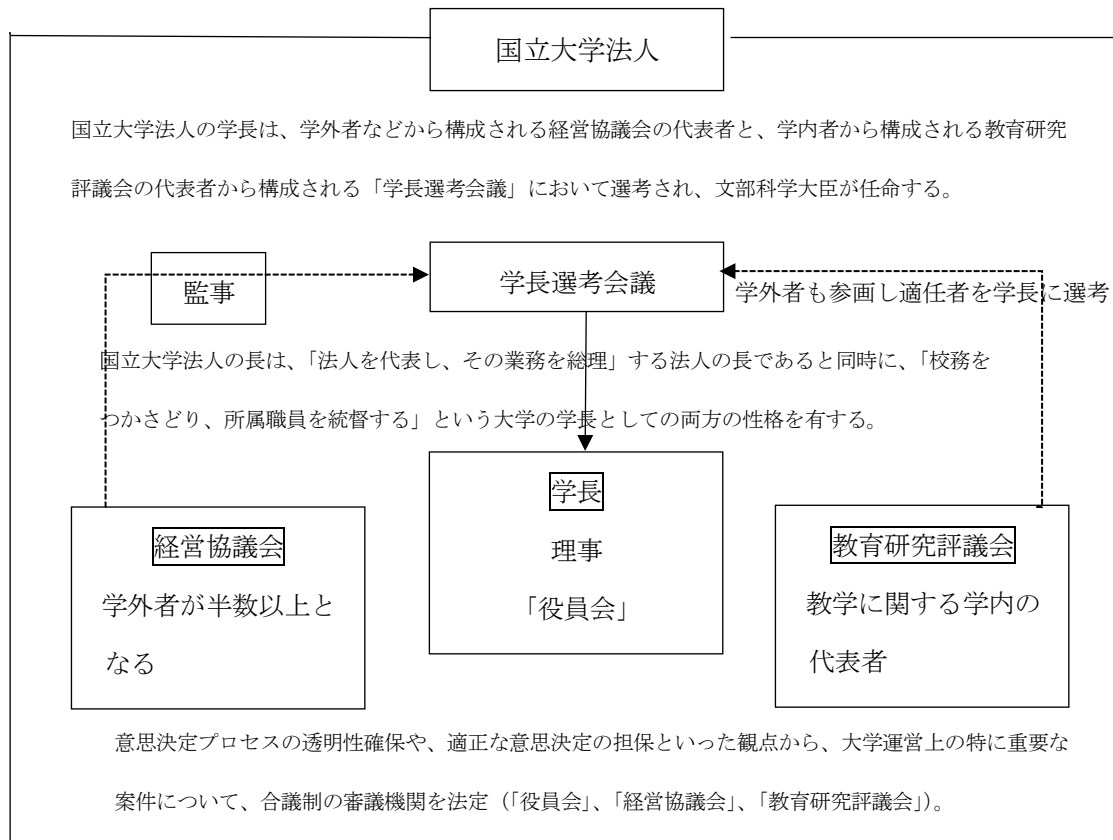 国立大学法人
国立大学法人の学長は、学外者などから構成される経営協議会の代表者と、学内者から構成される教育研究
評議会の代表者から構成される「学長選考会議」において選考され、文部科学大臣が任命する。
監事
学長選考会議
学外者も参画し適任者を学長に選考
国立大学法人の長は、「法人を代表し、その業務を総理」する法人の長であると同時に、「校務を
つかさどり、所属職員を統督する」という大学の学長としての両方の性格を有する。
経営協議会
学外者が半数以上と
なる
学長
理事
「役員会」
教育研究評議会
教学に関する学内の
代表者
意思決定プロセスの透明性確保や、適正な意思決定の担保といった観点から、大学運営上の特に重要な
案件について、合議制の審議機関を法定（「役員会」、「経営協議会」、「教育研究評議会」）。